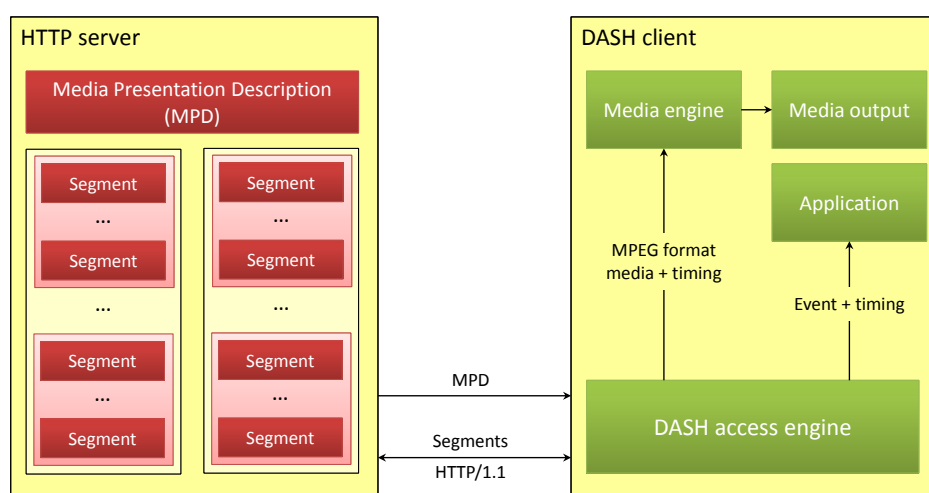 HTTP server
Media Presentation Description
(MPD)
Segment
...
Segment
...
Segment
...
Segment
Segment
...
Segment
...
Segment
...
Segment
MPD
Segments
HTTP/1.1
DASH client
Media engine
Media output
Application
MPEG format
media + timing
Event + timing
DASH access engine